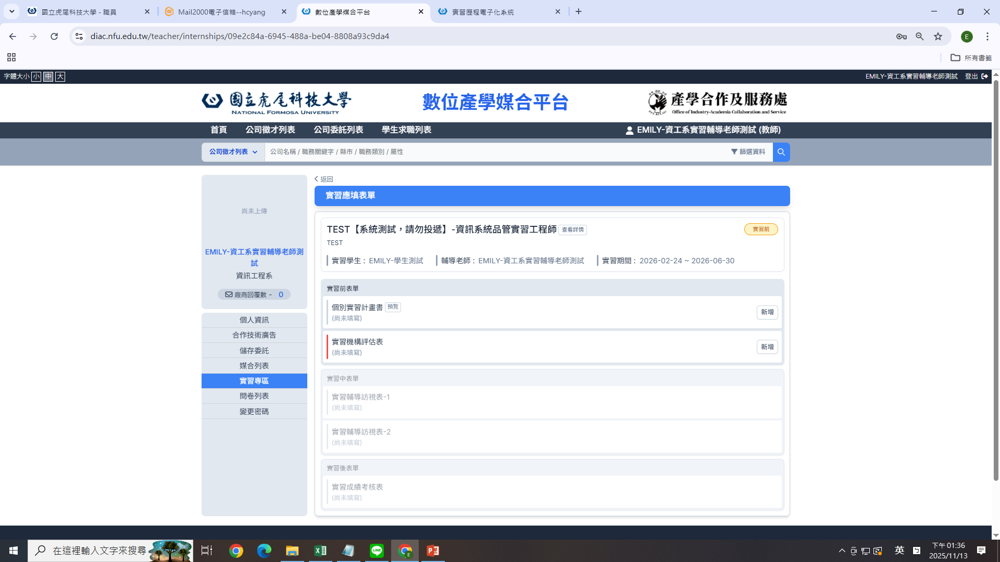 國立虎尾科技大學 - 職員
Mail2000電子信箱--hcyang
數位產學媒合平台
實習歷程電子化系統
diac.nfu.edu.tw/teacher/internships/09e2c84a-6945-488a-be04-8808a93c9da4
E
所有書籤
字體大小 小 中 大
EMILY-資工系實習輔導老師測試 登出
國立虎尾科技大學
NATIONAL FORMOSA UNIVERSITY
數位產學媒合平台
產學合作及服務處
Office of Industry-Academia Collaboration and Service
首頁 公司徵才列表 公司委託列表 學生求職列表
EMILY-資工系實習輔導老師測試 (教師)
公司徵才列表
公司名稱 / 職務關鍵字 / 縣市 / 職務類別 / 屬性
篩選資料
尚未上傳
EMILY-資工系實習輔導老師測
試
資訊工程系
廠商回覆數 - 0
個人資訊
合作技術廣告
儲存委託
媒合列表
實習專區
問卷列表
變更密碼
返回
實習應填表單
TEST【系統測試，請勿投遞】-資訊系統品管實習工程師 查看詳情
實習前
TEST
實習學生： EMILY-學生測試 輔導老師： EMILY-資工系實習輔導老師測試 實習期間： 2026-02-24 ~ 2026-06-30
實習前表單
個別實習計畫書 預覽
(尚未填寫)
新增
實習機構評估表
(尚未填寫)
新增
實習中表單
實習輔導訪視表-1
(尚未填寫)
實習輔導訪視表-2
(尚未填寫)
實習後表單
實習成績考核表
(尚未填寫)
在這裡輸入文字來搜尋
英
下午 01:36
2025/11/13